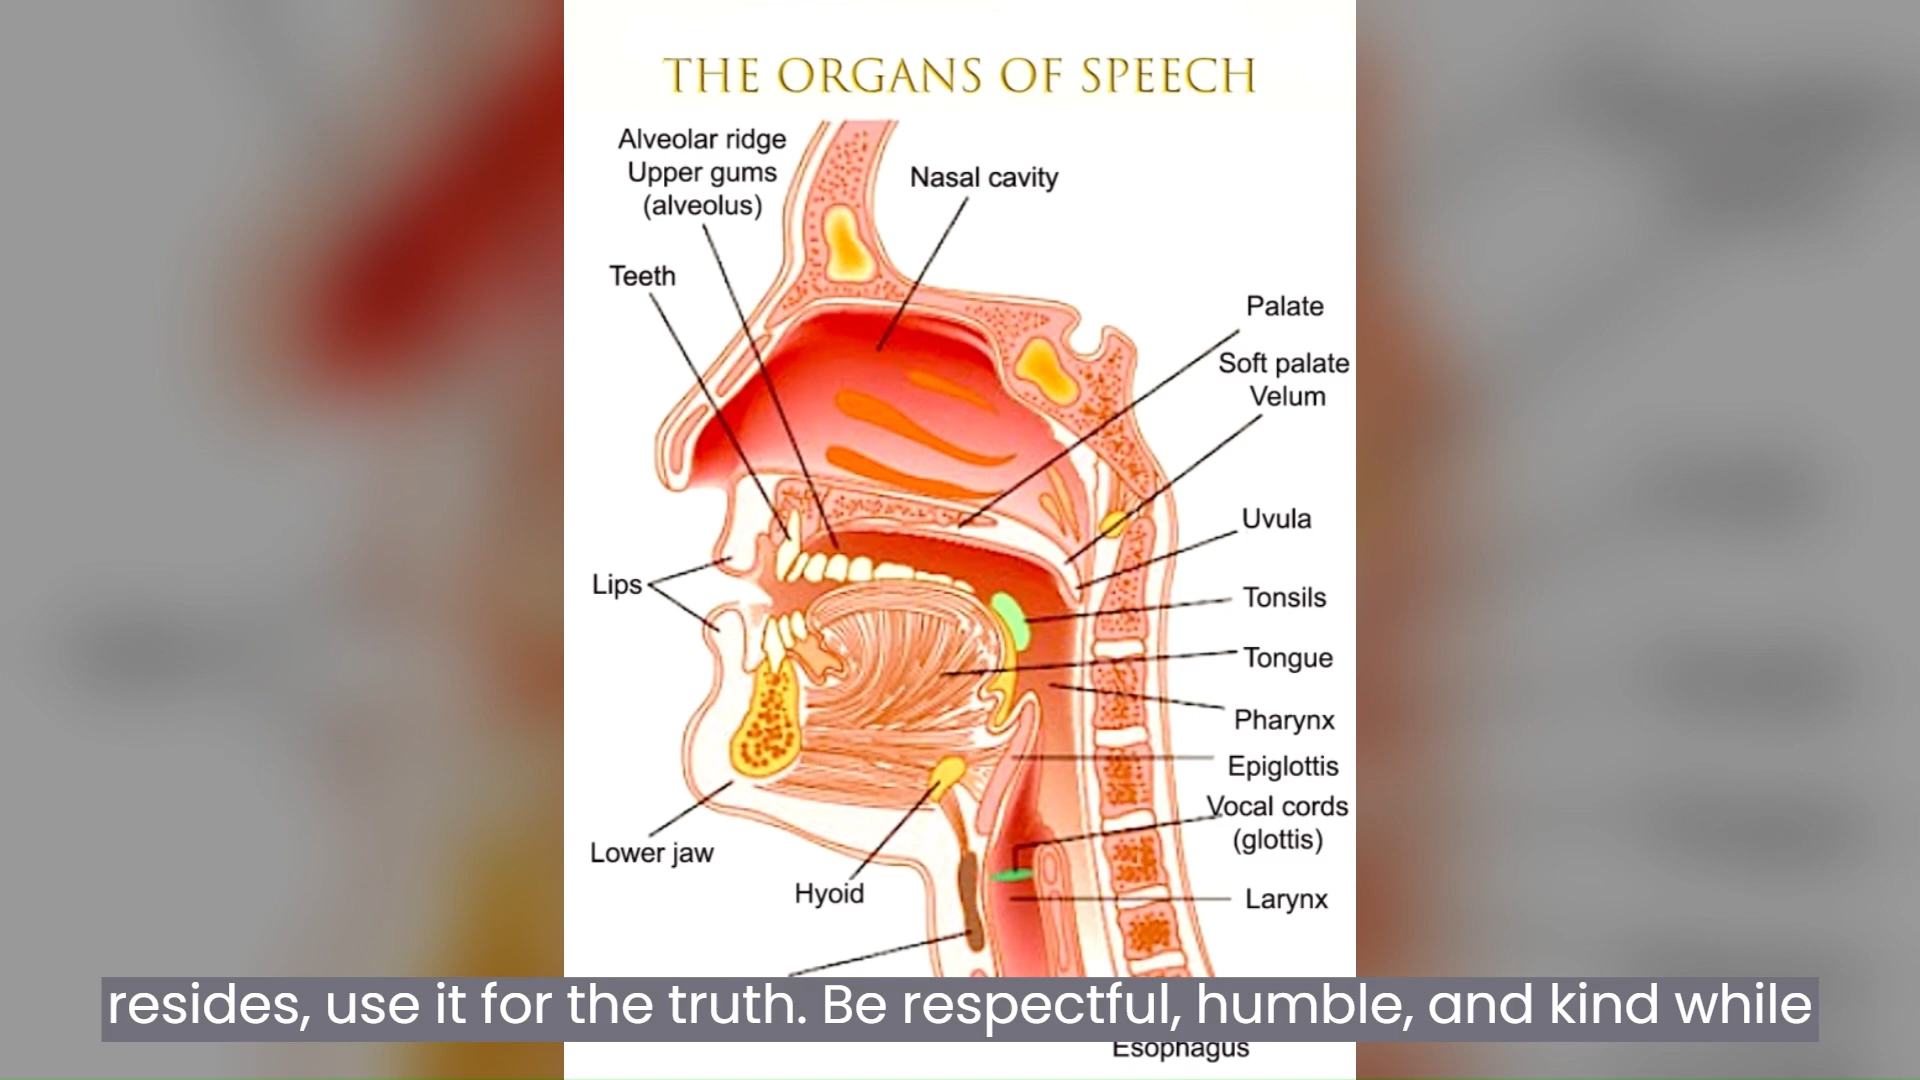 THE ORGANS OF SPEECH
Alveolar ridge
Upper gums
(alveolus)
Nasal cavity
Teeth
Palate
Soft palate
Velum
Uvula
Lips
Tonsils
Tongue
Pharynx
Epiglottis
Vocal cords
(glottis)
Lower jaw
Hyoid
Larynx
resides, use it for the truth. Be respectful, humble, and kind while
Esophagus